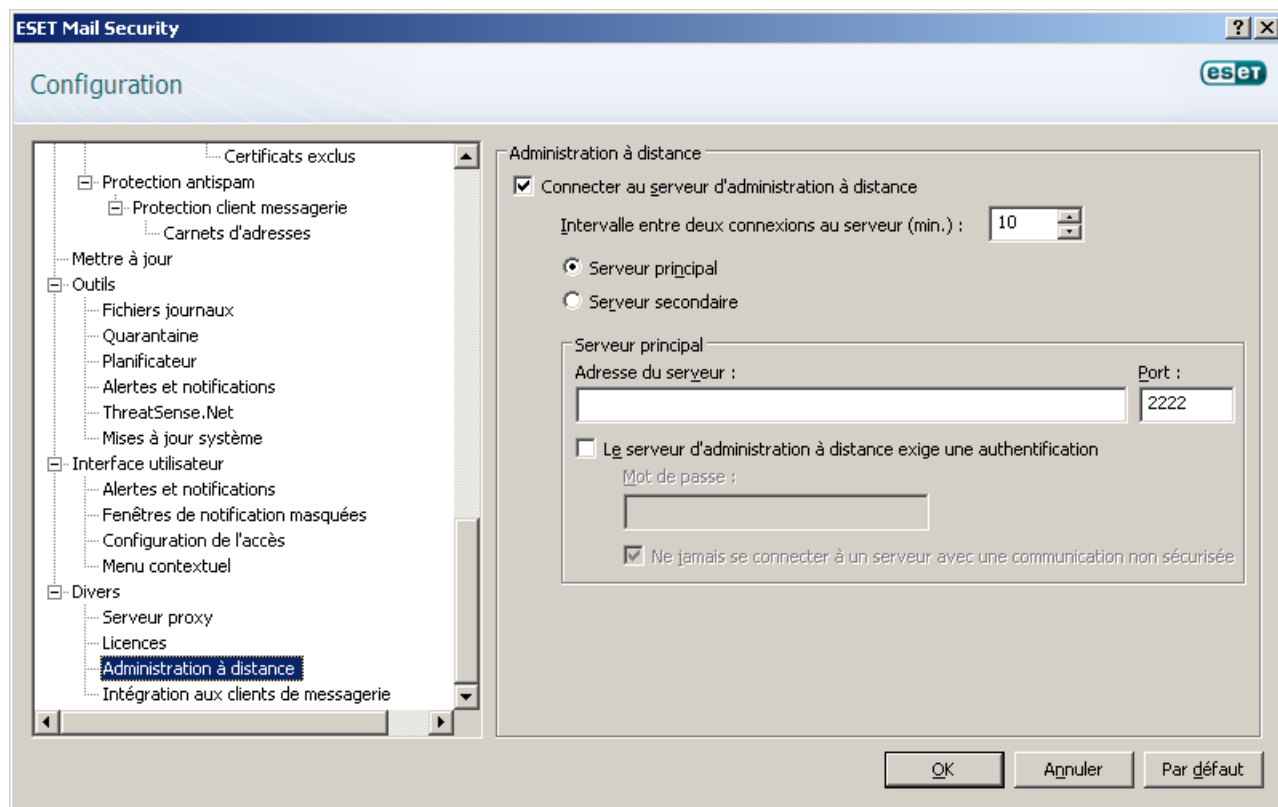 ESET Mail Security
Configuration
eset
Certificats exclus
Protection antispam
Protection client messagerie
Carnets d'adresses
Mettre à jour
Outils
Fichiers journaux
Quarantaine
Planificateur
Alertes et notifications
ThreatSense.Net
Mises à jour système
Interface utilisateur
Alertes et notifications
Fenêtres de notification masquées
Configuration de l'accès
Menu contextuel
Divers
Serveur proxy
Licences
Administration à distance
Intégration aux clients de messagerie
Administration à distance
Connecter au serveur d'administration à distance
Intervalle entre deux connexions au serveur (min.) : 10
Serveur principal
Serveur secondaire
Serveur principal
Adresse du serveur : Port :
2222
Le serveur d'administration à distance exige une authentification
Mot de passe :
Ne jamais se connecter à un serveur avec une communication non sécurisée
OK Annuler Par défaut